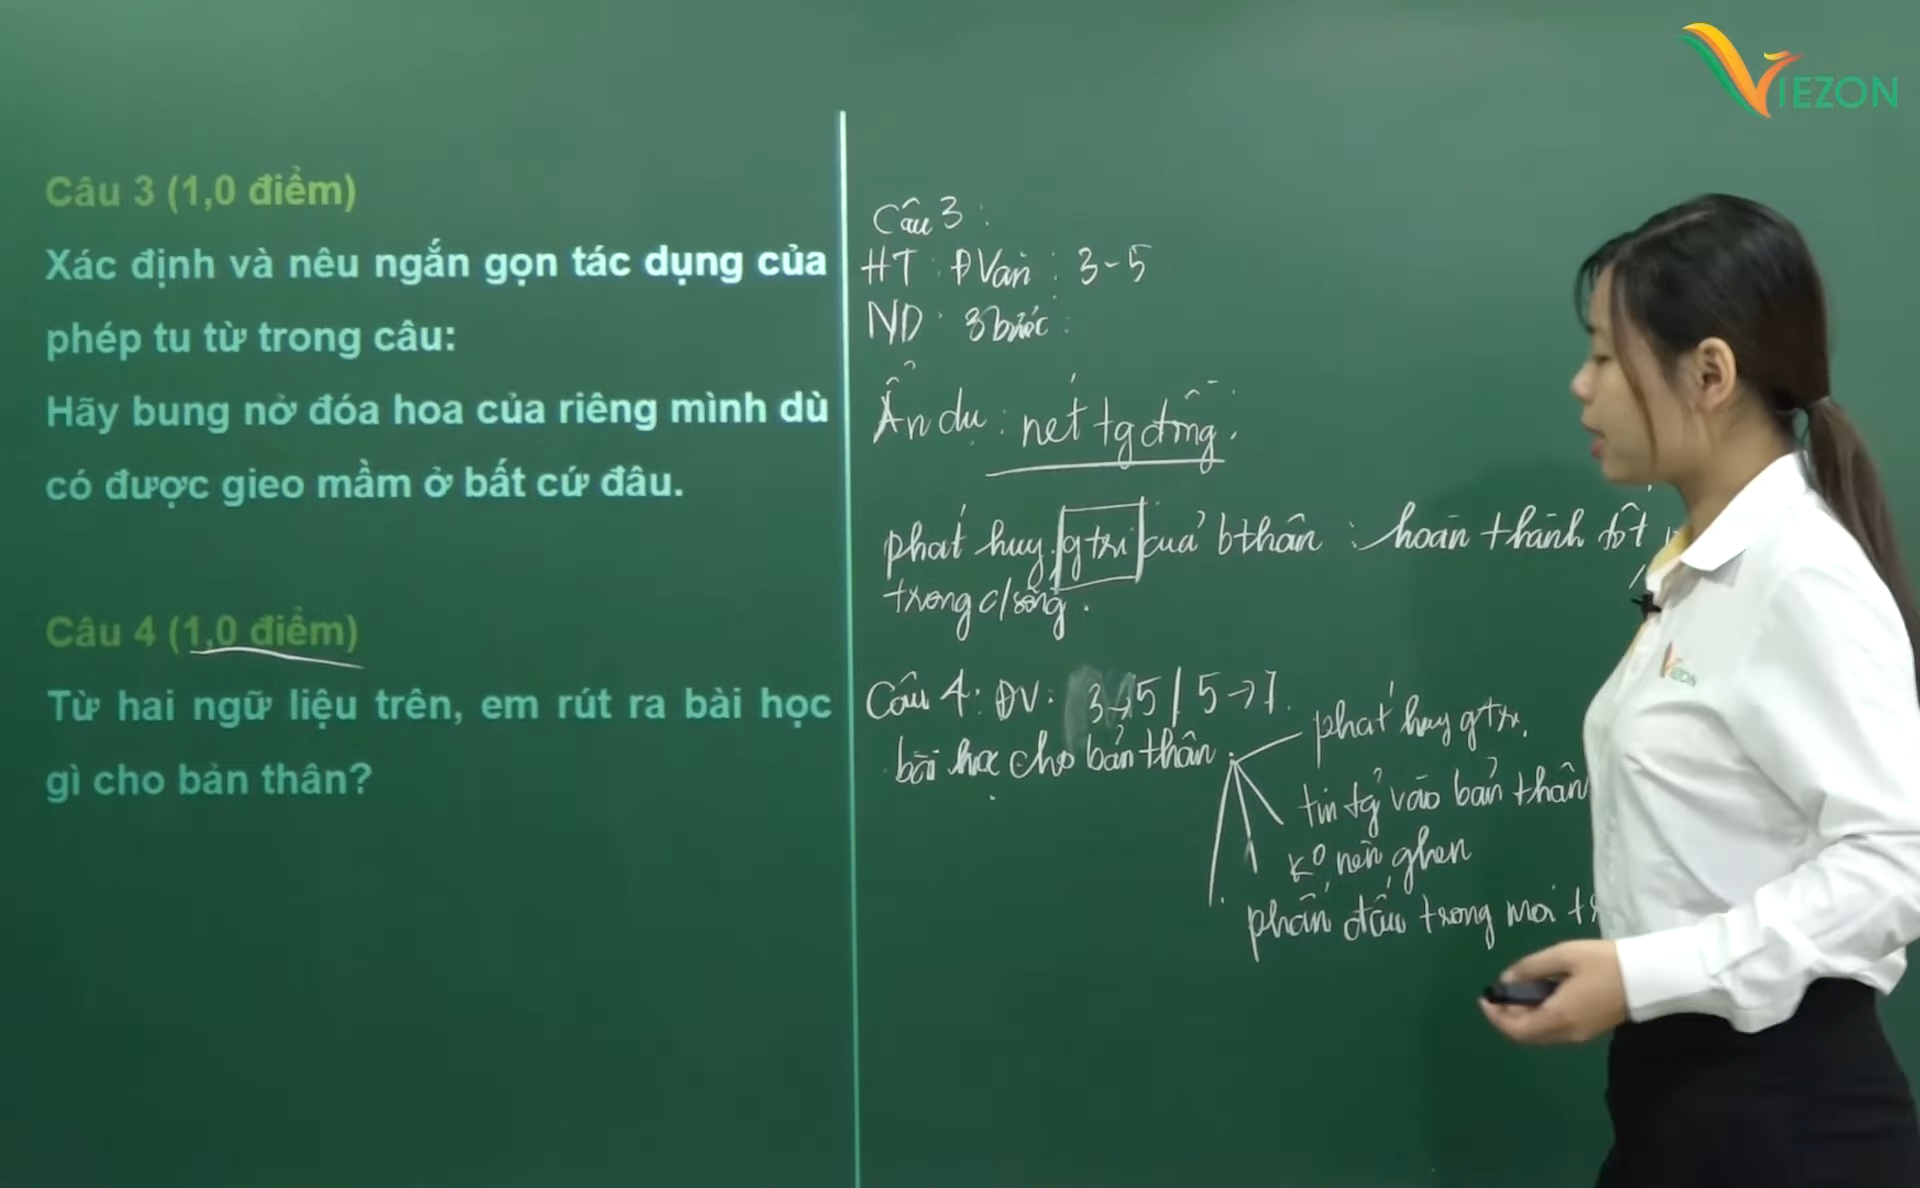 VIEZON
Câu 3 (1,0 điểm)
Xác định và nêu ngắn gọn tác dụng của
phép tu từ trong câu:
Hãy bung nở đóa hoa của riêng mình dù
có được gieo mầm ở bất cứ đâu.
Câu 4 (1,0 điểm)
Từ hai ngữ liệu trên, em rút ra bài học
gì cho bản thân?
Câu 3:
HT: ĐVăn: 3-5
ND: 3 bước:
Ẩn dụ: nét tg đồng:
phát huy gtrị của bthân: hoàn thành tốt
trong c/sống.
Câu 4: ĐV: 3→5 / 5→7.
bài học cho bản thân:
phát huy gtrị.
tin tg vào bản thân
k° nên ghen
phấn đấu trong mọi
VIEZON